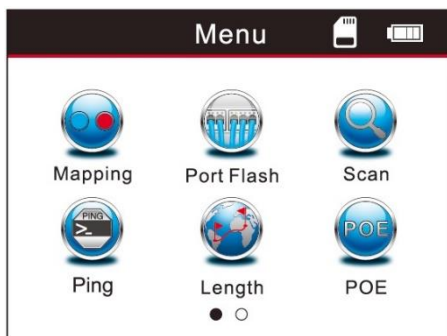 Menu
Mapping
Port Flash
Scan
PING
>_
Ping
Length
POE
POE